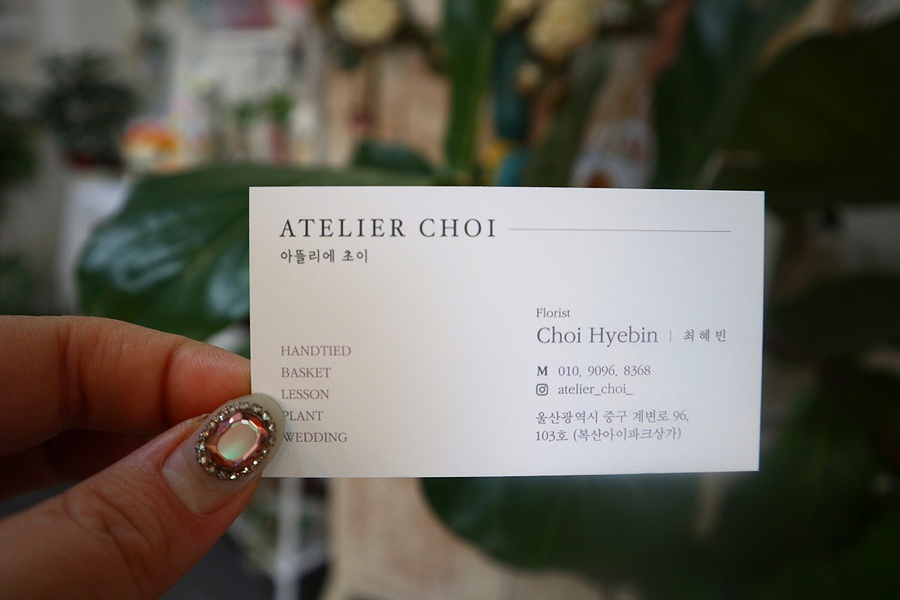 ATELIER CHOI
아뜰리에 초이
HANDTIED
BASKET
LESSON
PLANT
WEDDING
Florist
Choi Hyebin | 최혜빈
M 010. 9096. 8368
atelier_choi_
울산광역시 중구 계변로 96,
103호 (복산아이파크상가)